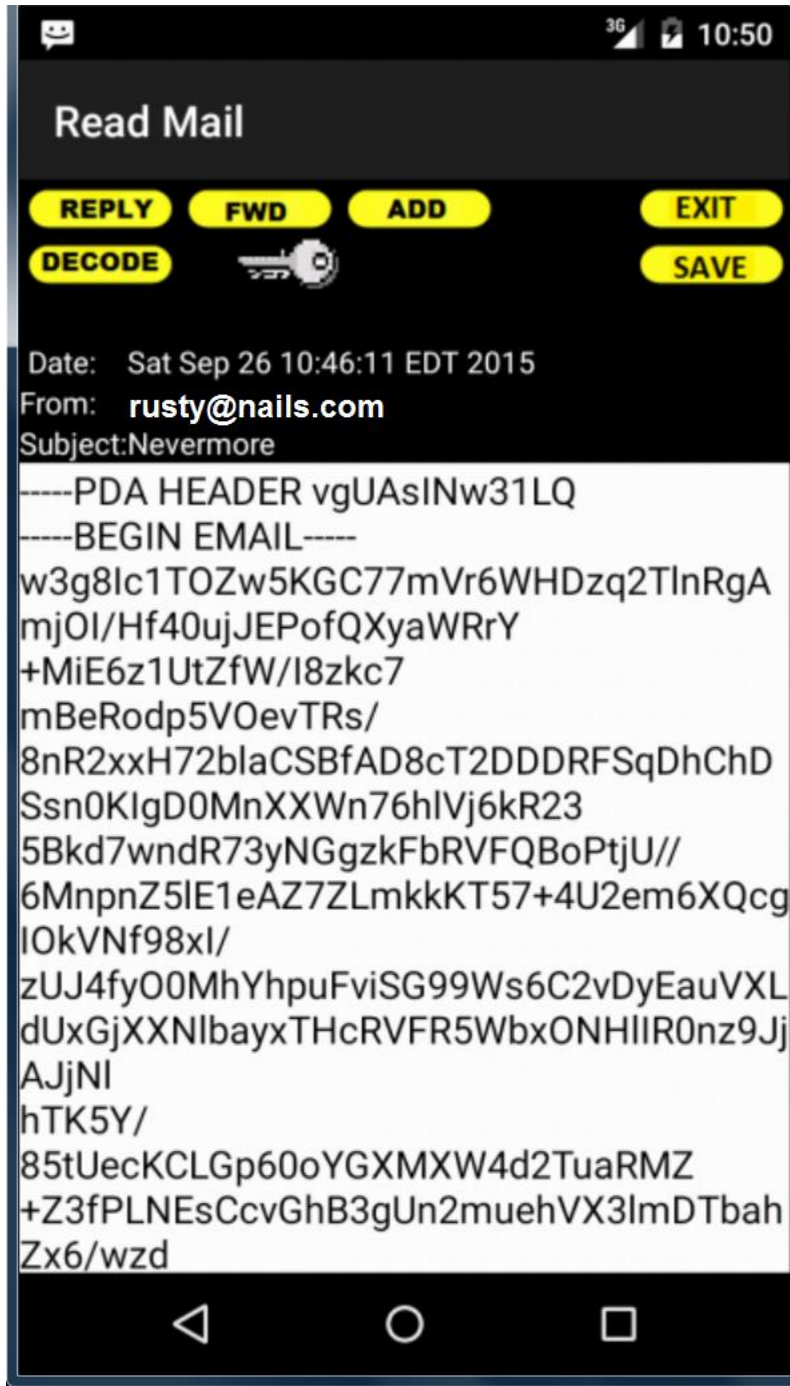 3G 10:50
Read Mail
REPLY FWD ADD EXIT
DECODE SAVE
Date: Sat Sep 26 10:46:11 EDT 2015
From: rusty@nails.com
Subject:Nevermore
-----PDA HEADER vgUAsINw31LQ
-----BEGIN EMAIL-----
w3g8Ic1TOZw5KGC77mVr6WHDzq2TlnRgA
mjOI/Hf40ujJEPofQXyaWRrY
+MiE6z1UtZfW/I8zkc7
mBeRodp5VOevTRs/
8nR2xxH72blaCSBfAD8cT2DDDRFSqDhChD
Ssn0KIgD0MnXXWn76hlVj6kR23
5Bkd7wndR73yNGgzkFbRVFQBoPtjU//
6MnpnZ5lE1eAZ7ZLmkkKT57+4U2em6XQcg
IOkVNf98xI/
zUJ4fyO0MhYhpuFviSG99Ws6C2vDyEauVXL
dUxGjXXNlbayxTHcRVFR5WbxONHlIR0nz9Jj
AJjNl
hTK5Y/
85tUecKCLGp60oYGXMXW4d2TuaRMZ
+Z3fPLNEsCcvGhB3gUn2muehVX3lmDTbah
Zx6/wzd